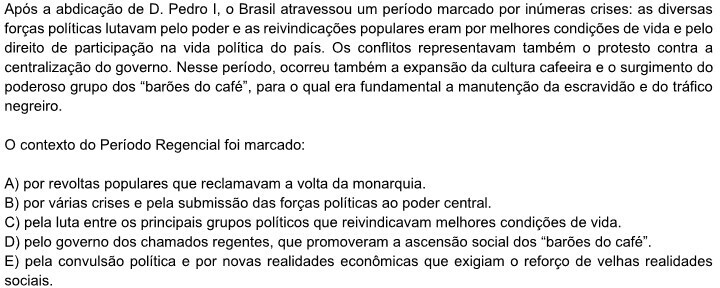 Após a abdicação de D. Pedro I, o Brasil atravessou um período marcado por inúmeras crises: as diversas
forças políticas lutavam pelo poder e as reivindicações populares eram por melhores condições de vida e pelo
direito de participação na vida política do país. Os conflitos representavam também o protesto contra a
centralização do governo. Nesse período, ocorreu também a expansão da cultura cafeeira e o surgimento do
poderoso grupo dos “barões do café”, para o qual era fundamental a manutenção da escravidão e do tráfico
negreiro.
O contexto do Período Regencial foi marcado:
A) por revoltas populares que reclamavam a volta da monarquia.
B) por várias crises e pela submissão das forças políticas ao poder central.
C) pela luta entre os principais grupos políticos que reivindicavam melhores condições de vida.
D) pelo governo dos chamados regentes, que promoveram a ascensão social dos “barões do café”.
E) pela convulsão política e por novas realidades econômicas que exigiam o reforço de velhas realidades
sociais.